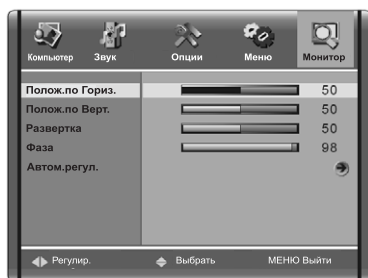 Компьютер Звук Опции Меню Монитор
Полож.по Гориз. 50
Полож.по Верт. 50
Развертка 50
Фаза 98
Автом.регул.
Регулир. Выбрать МЕНЮ Выйти